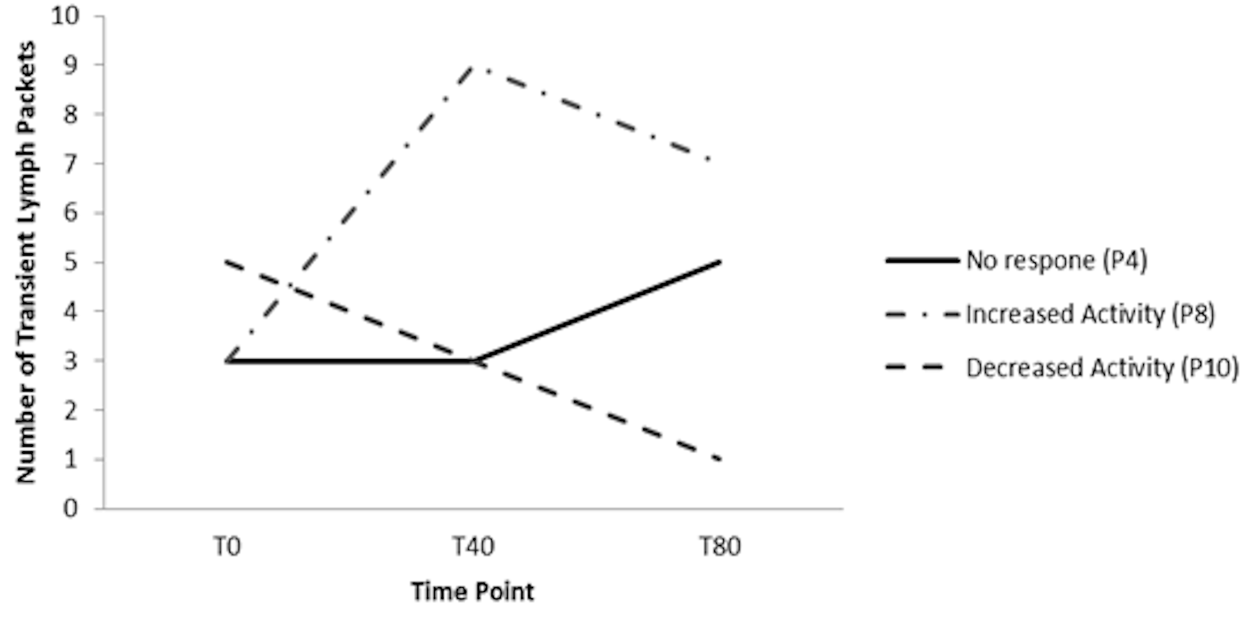 10
9
8
7
6
5
4
3
2
1
0
Number of Transient Lymph Packets
T0 T40 T80
Time Point
No respone (P4)
Increased Activity (P8)
Decreased Activity (P10)